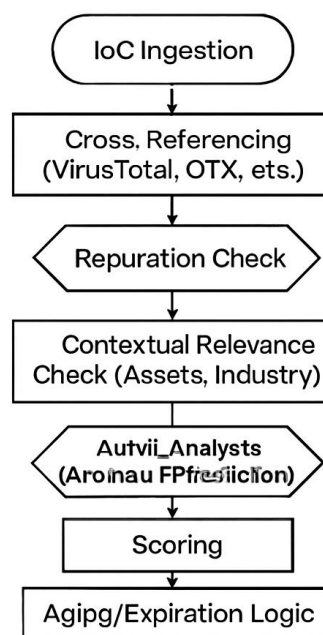 IoC Ingestion
Cross. Referencing
(VirusTotal, OTX, ets.)
Repuration Check
Contextual Relevance
Check (Assets, Industry)
Autvii_Analysts
Scoring
Agipg/Expiration Logic